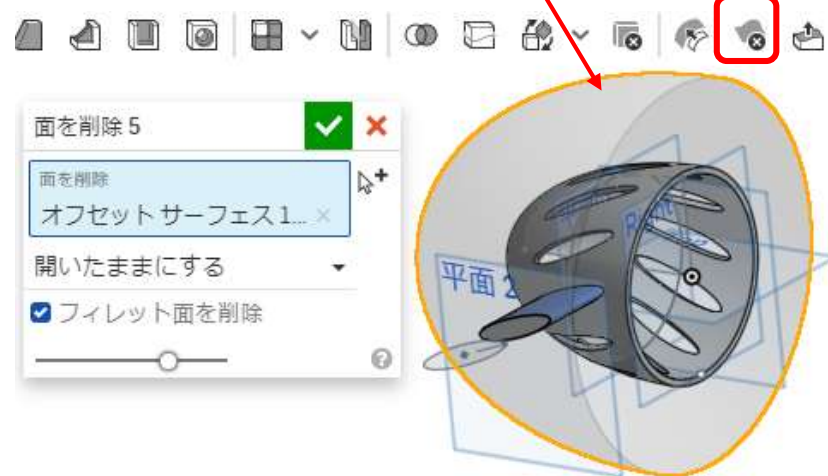 面を削除 5
面を削除
オフセット サーフェス 1...
開いたままにする
フィレット面を削除
Right
平面 2